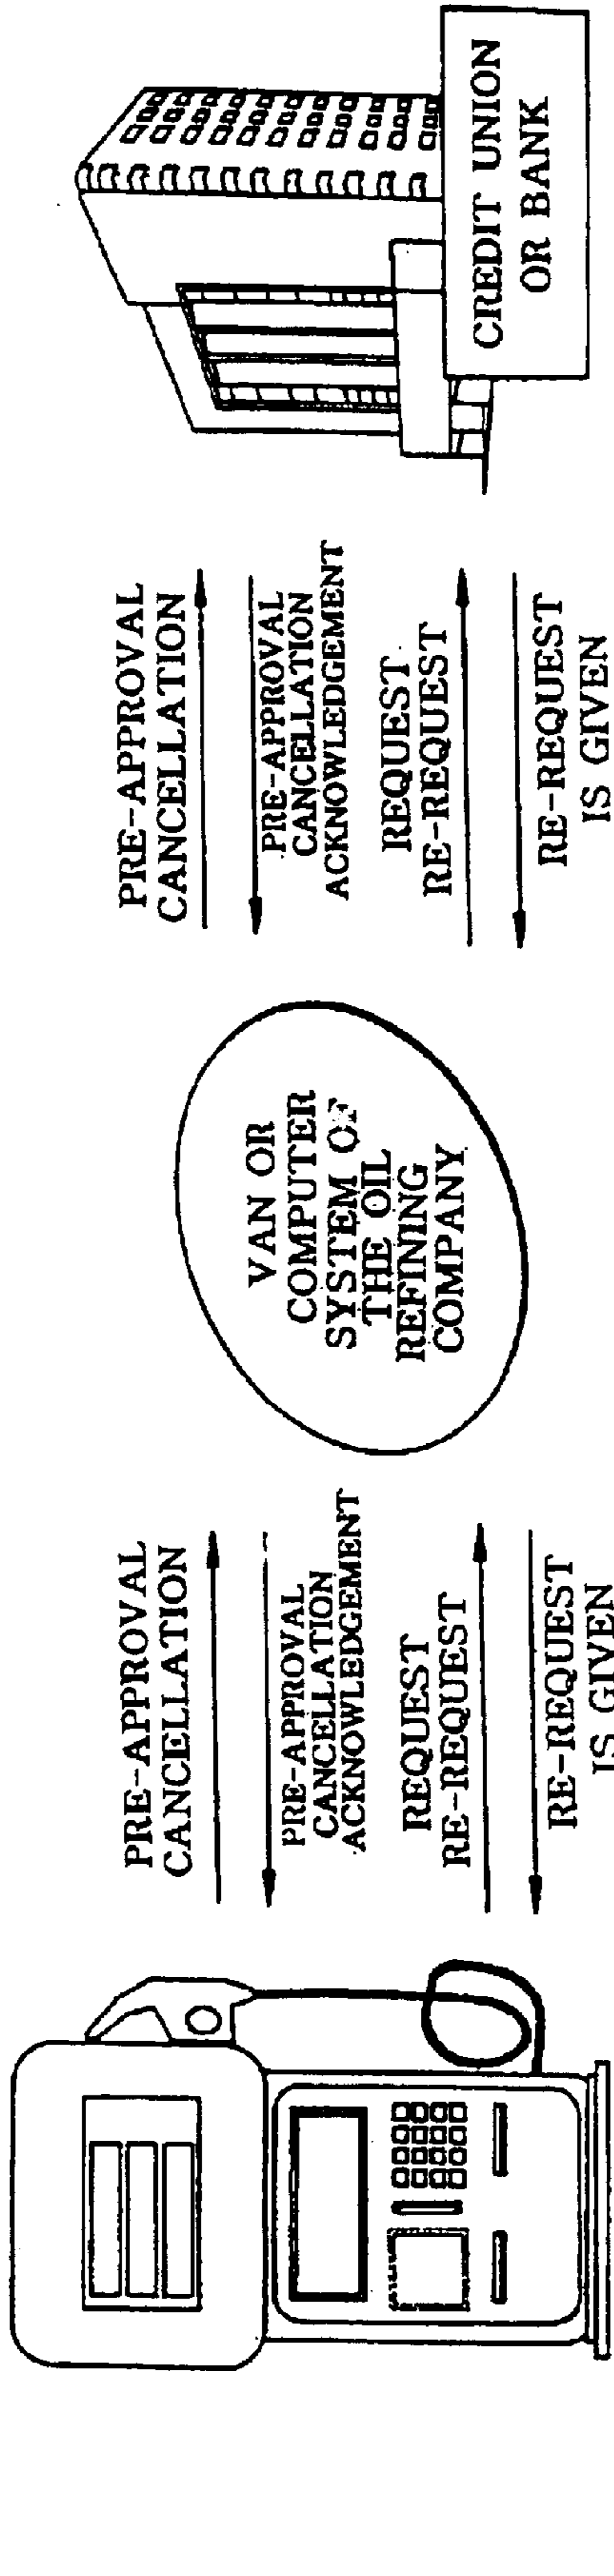 PRE-APPROVAL
CANCELLATION
PRE-APPROVAL
CANCELLATION
ACKNOWLEDGEMENT
REQUEST
RE-REQUEST
RE-REQUEST
IS GIVEN
VAN OR
COMPUTER
SYSTEM OF
THE OIL
REFINING
COMPANY
PRE-APPROVAL
CANCELLATION
PRE-APPROVAL
CANCELLATION
ACKNOWLEDGEMENT
REQUEST
RE-REQUEST
RE-REQUEST
IS GIVEN
CREDIT UNION
OR BANK